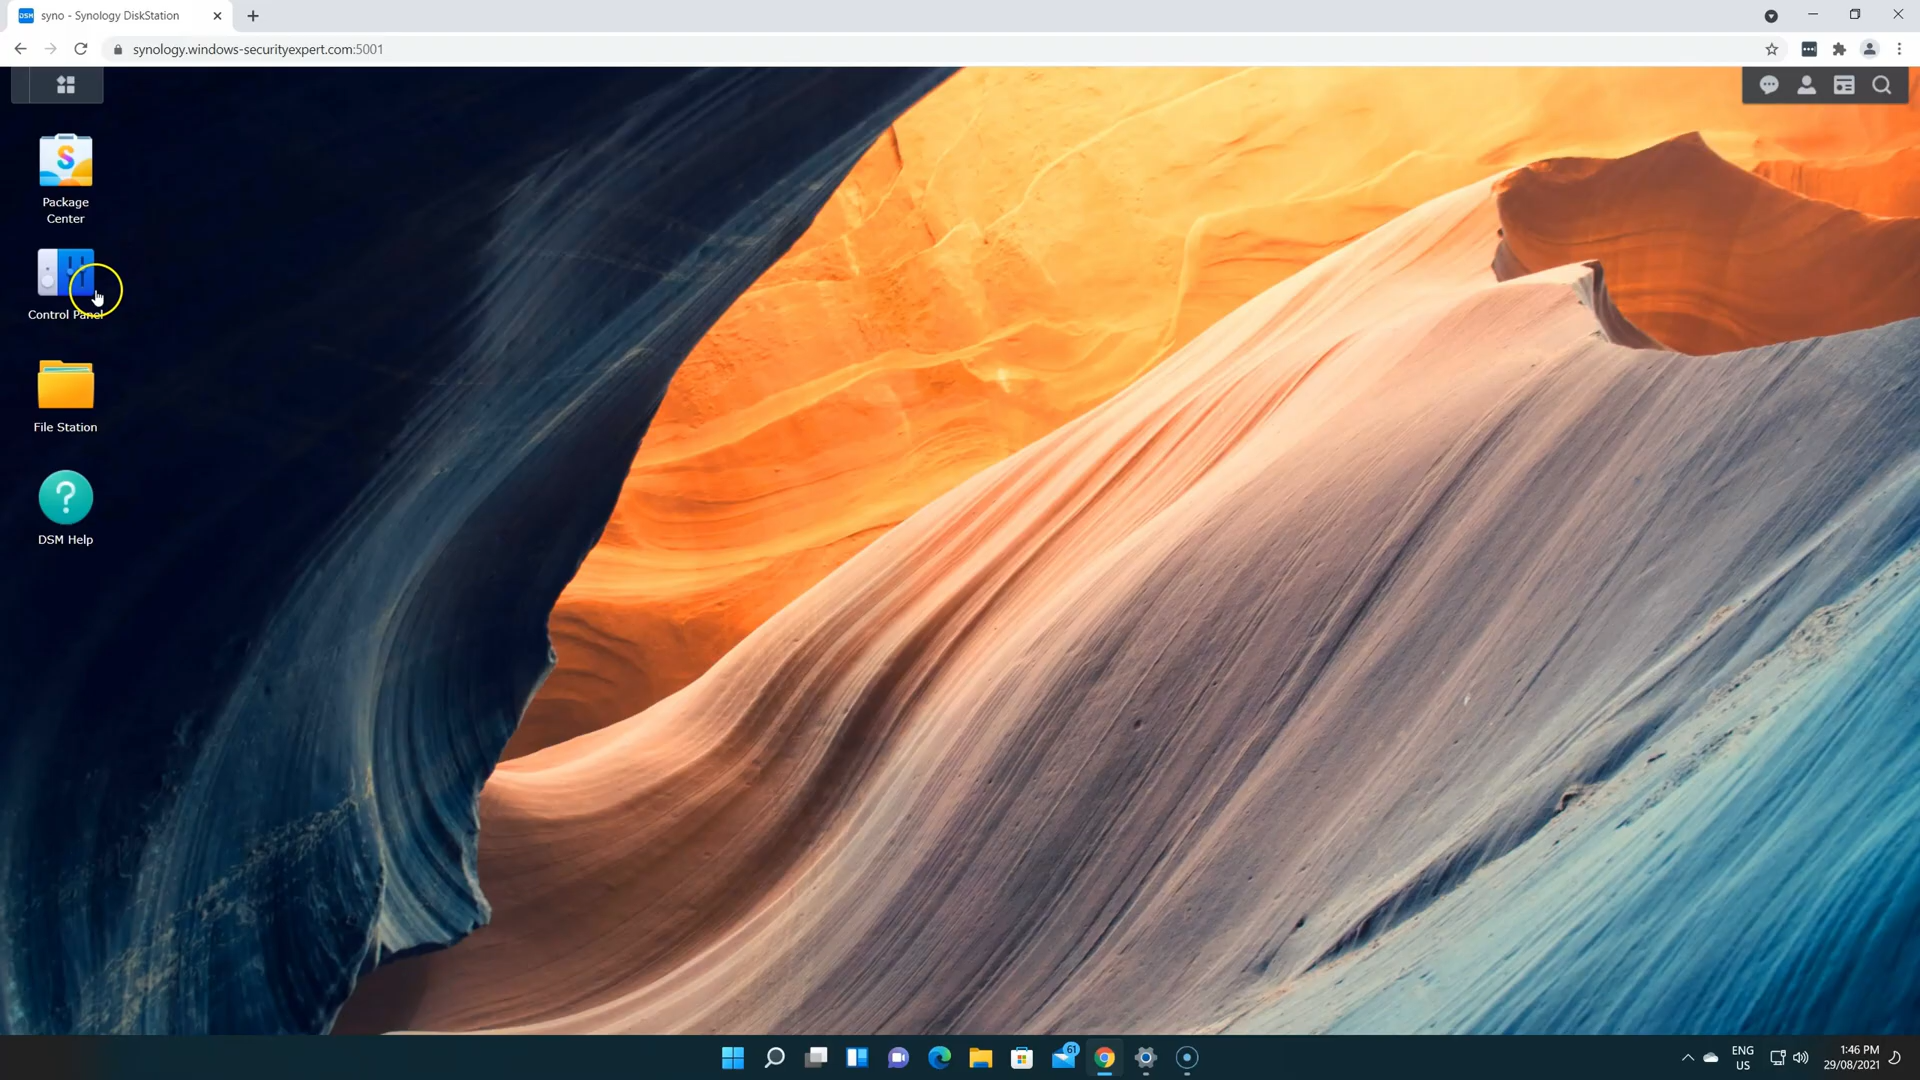 syno - Synology DiskStation
synology.windows-securityexpert.com:5001
Package
Center
Control Panel
File Station
DSM Help
61
ENG
US
1:46 PM
29/08/2021